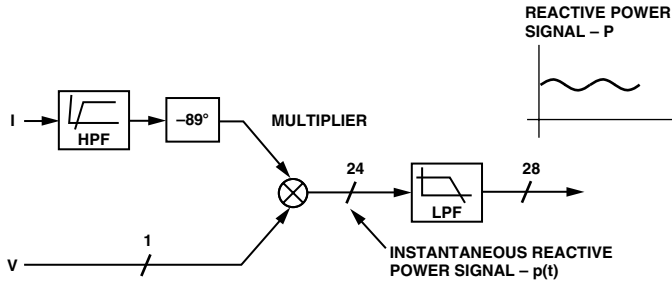 REACTIVE POWER
SIGNAL – P
I
HPF
–89°
MULTIPLIER
24
28
LPF
1
V
INSTANTANEOUS REACTIVE
POWER SIGNAL – p(t)